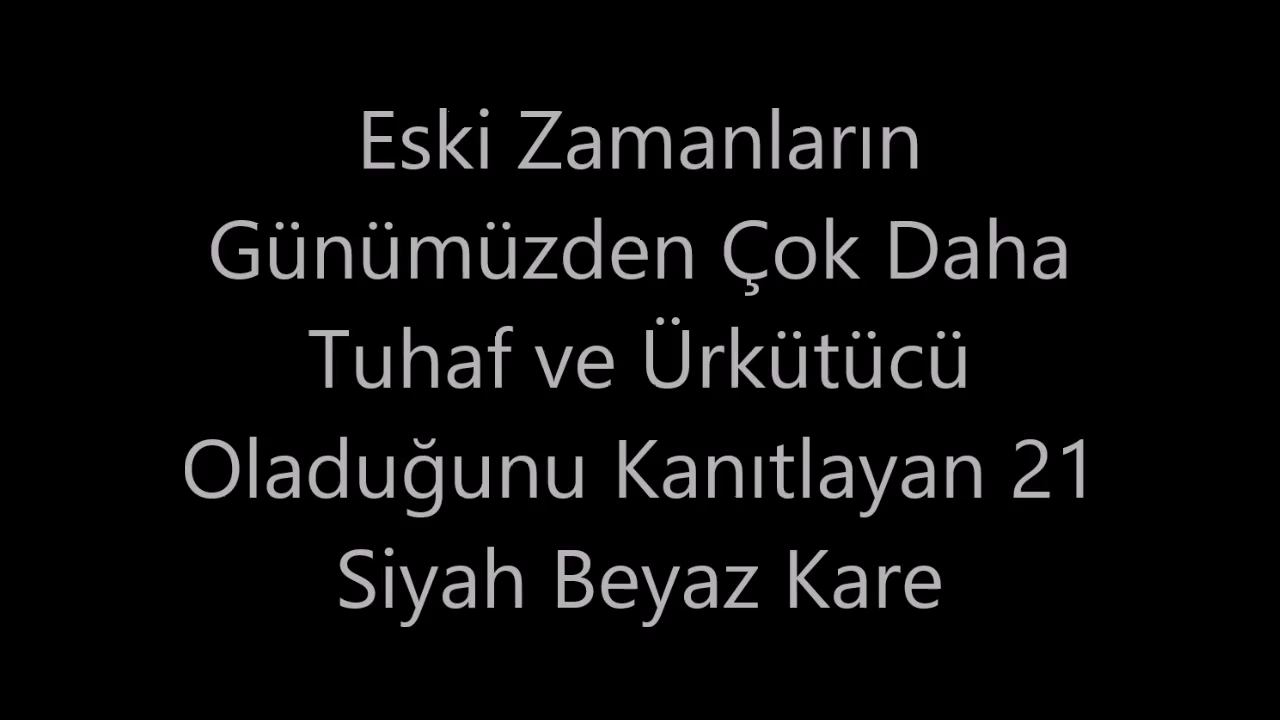 Eski Zamanların
Günümüzden Çok Daha
Tuhaf ve Ürkütücü
Oladuğunu Kanıtlayan 21
Siyah Beyaz Kare